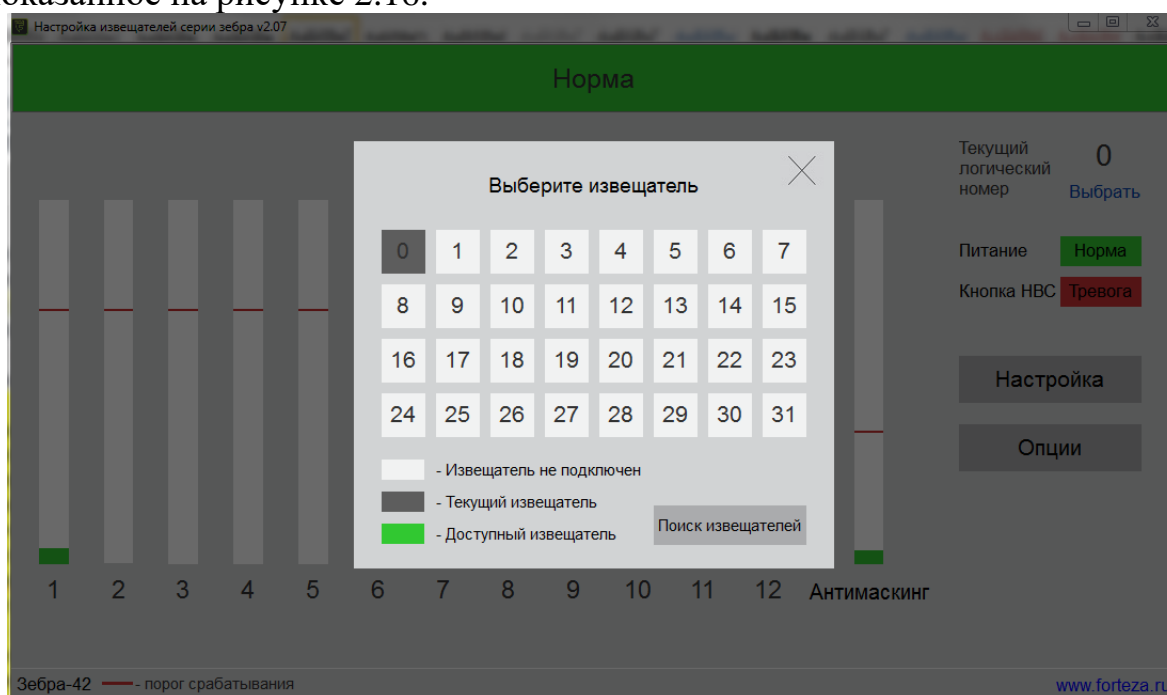 показанное на рисунке 2.16.
Настройка извещателей серии зебра v2.07
Норма
Текущий логический номер
0
Выбрать
Выберите извещатель
0 1 2 3 4 5 6 7
Питание Норма
Кнопка НВС Тревога
8 9 10 11 12 13 14 15
16 17 18 19 20 21 22 23
Настройка
24 25 26 27 28 29 30 31
Опции
- Извещатель не подключен
- Текущий извещатель
- Доступный извещатель
Поиск извещателей
1 2 3 4 5 6 7 8 9 10 11 12 Антимаскинг
Зебра-42 - порог срабатывания
www.forteza.ru